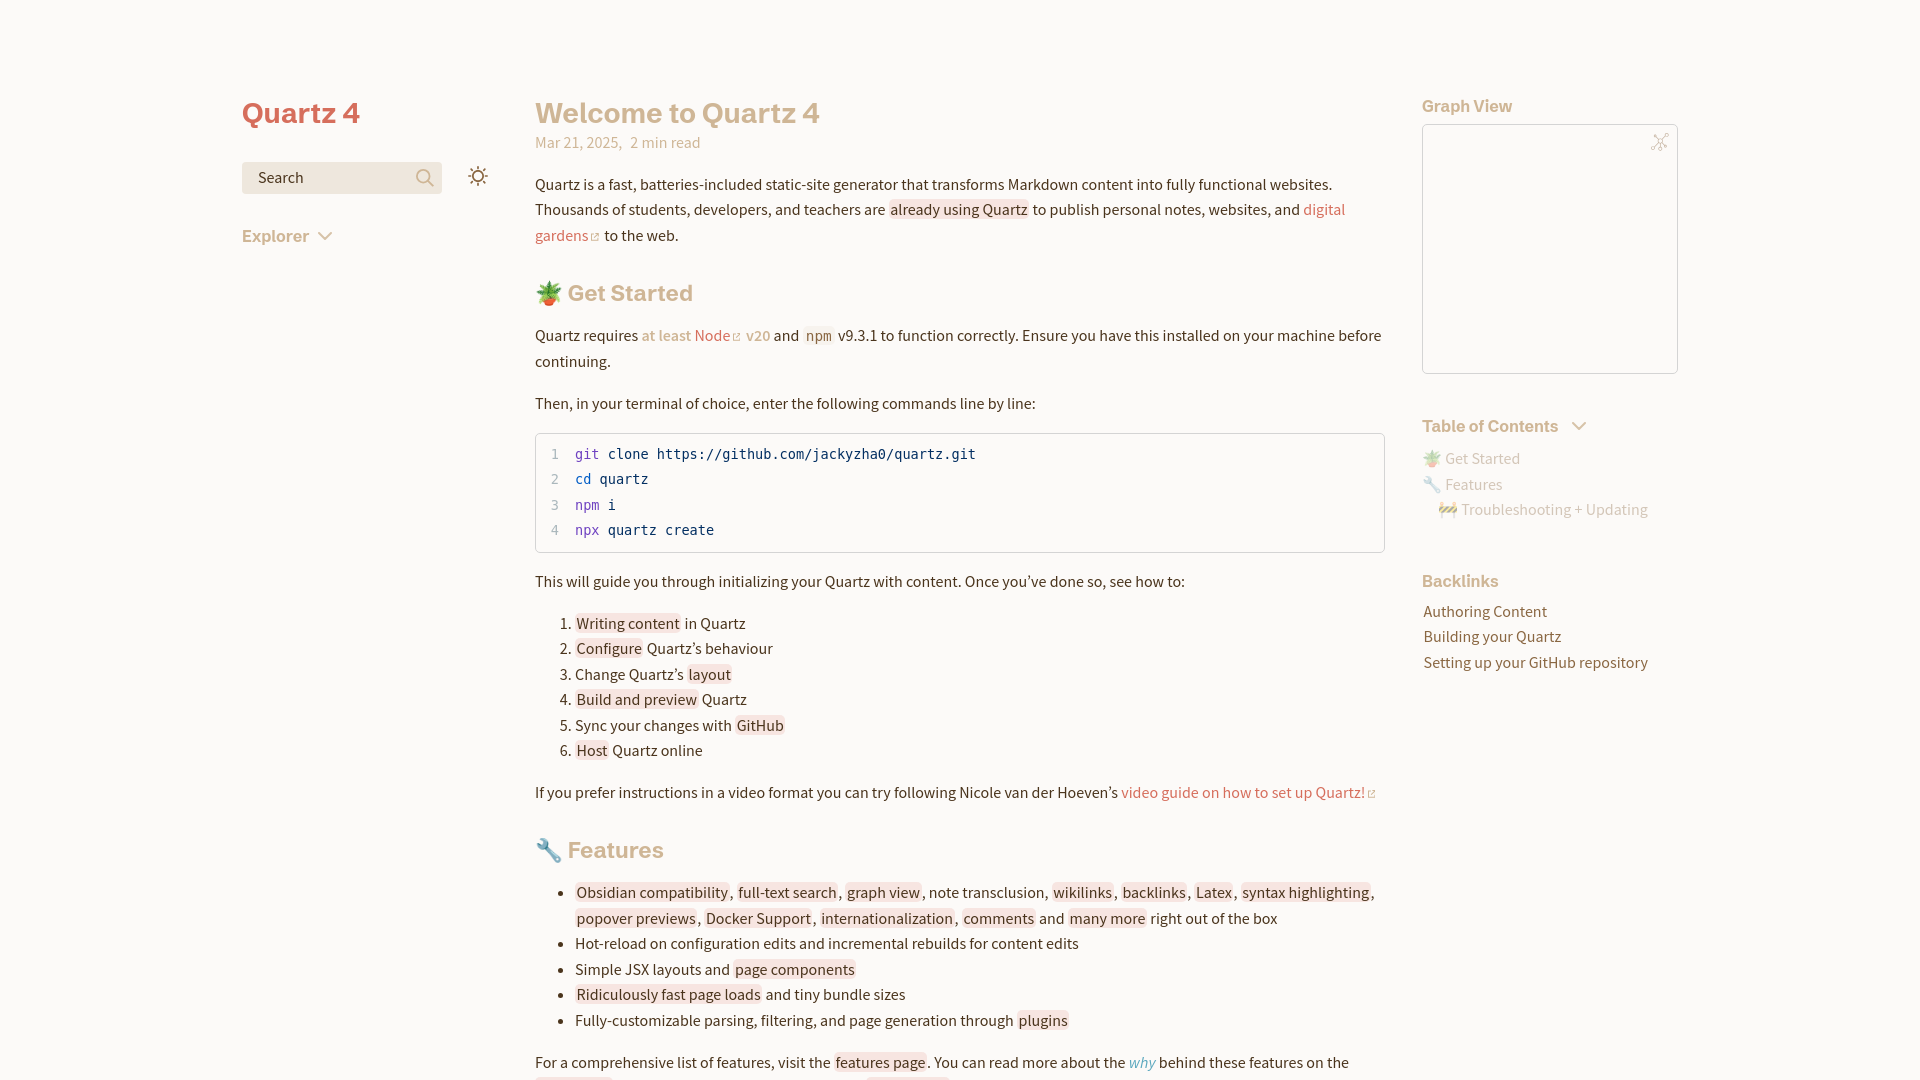 Quartz 4
Search
Explorer
Welcome to Quartz 4
Mar 21, 2025, 2 min read
Quartz is a fast, batteries-included static-site generator that transforms Markdown content into fully functional websites.
Thousands of students, developers, and teachers are already using Quartz to publish personal notes, websites, and digital
gardens to the web.
🪴 Get Started
Quartz requires at least Node v20 and npm v9.3.1 to function correctly. Ensure you have this installed on your machine before
continuing.
Then, in your terminal of choice, enter the following commands line by line:
1 git clone https://github.com/jackyzha0/quartz.git
2 cd quartz
3 npm i
4 npx quartz create
This will guide you through initializing your Quartz with content. Once you’ve done so, see how to:
1. Writing content in Quartz
2. Configure Quartz’s behaviour
3. Change Quartz’s layout
4. Build and preview Quartz
5. Sync your changes with GitHub
6. Host Quartz online
If you prefer instructions in a video format you can try following Nicole van der Hoeven’s video guide on how to set up Quartz!
🔧 Features
• Obsidian compatibility, full-text search, graph view, note transclusion, wikilinks, backlinks, Latex, syntax highlighting,
popover previews, Docker Support, internationalization, comments and many more right out of the box
• Hot-reload on configuration edits and incremental rebuilds for content edits
• Simple JSX layouts and page components
• Ridiculously fast page loads and tiny bundle sizes
• Fully-customizable parsing, filtering, and page generation through plugins
For a comprehensive list of features, visit the features page. You can read more about the why behind these features on the
Graph View
Table of Contents
🪴 Get Started
🔧 Features
🚧 Troubleshooting + Updating
Backlinks
Authoring Content
Building your Quartz
Setting up your GitHub repository